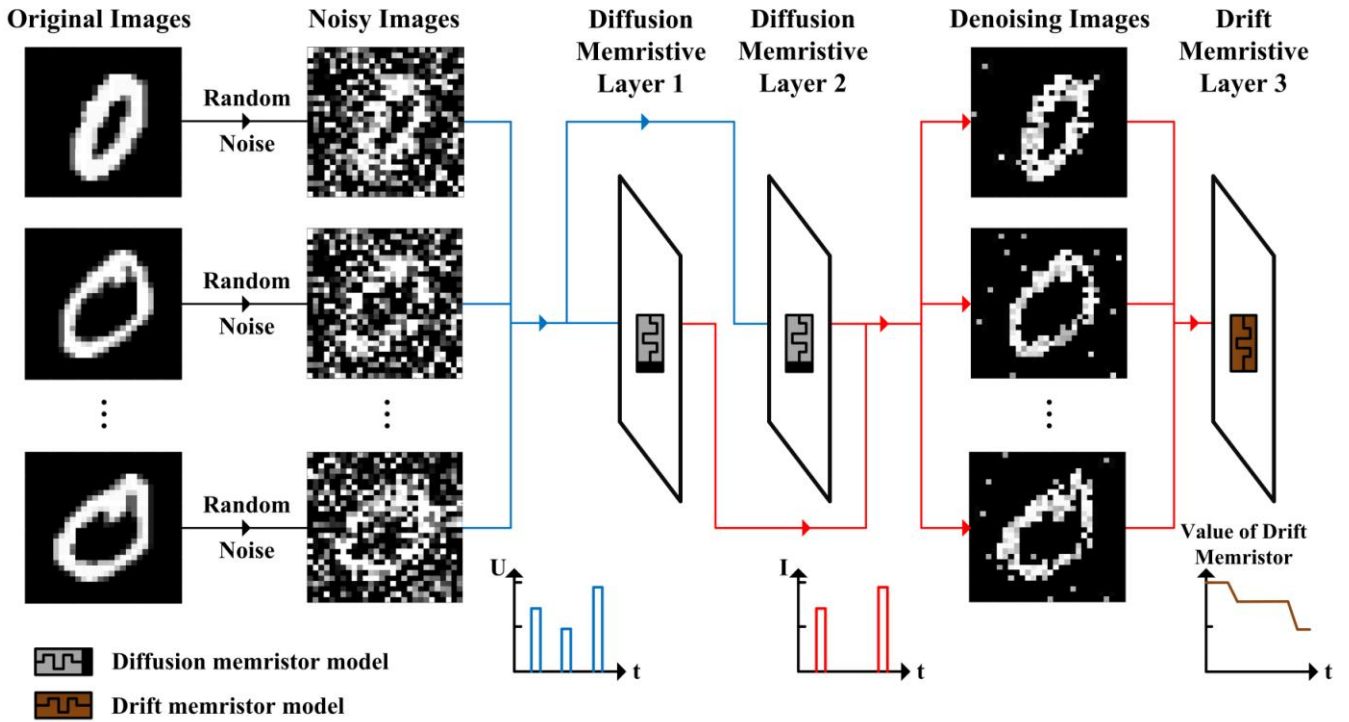 Original Images
Noisy Images
Diffusion
Memristive
Layer 1
Diffusion
Memristive
Layer 2
Denoising Images
Drift
Memristive
Layer 3
Random
Noise
Random
Noise
Random
Noise
U
t
I
t
Value of Drift
Memristor
t
Diffusion memristor model
Drift memristor model